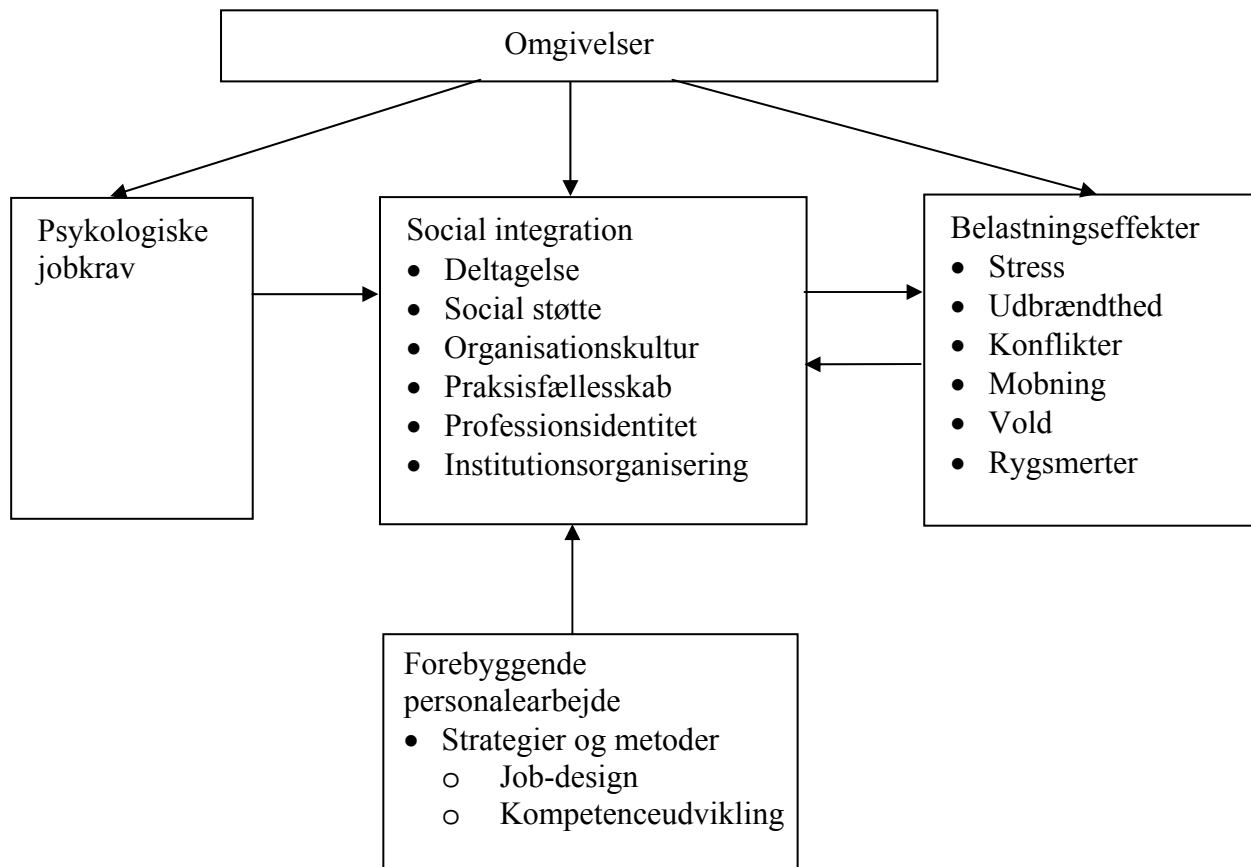 Omgivelser
Psykologiske
jobkrav
Social integration
• Deltagelse
• Social støtte
• Organisationskultur
• Praksisfællesskab
• Professionsidentitet
• Institutionsorganisering
Belastningseffekter
• Stress
• Udbrændthed
• Konflikter
• Mobning
• Vold
• Rygsmerter
Forebyggende
personalearbejde
• Strategier og metoder
o Job-design
o Kompetenceudvikling